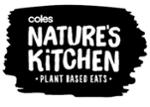 coles
NATURE'S
KITCHEN
• PLANT BASED EATS •